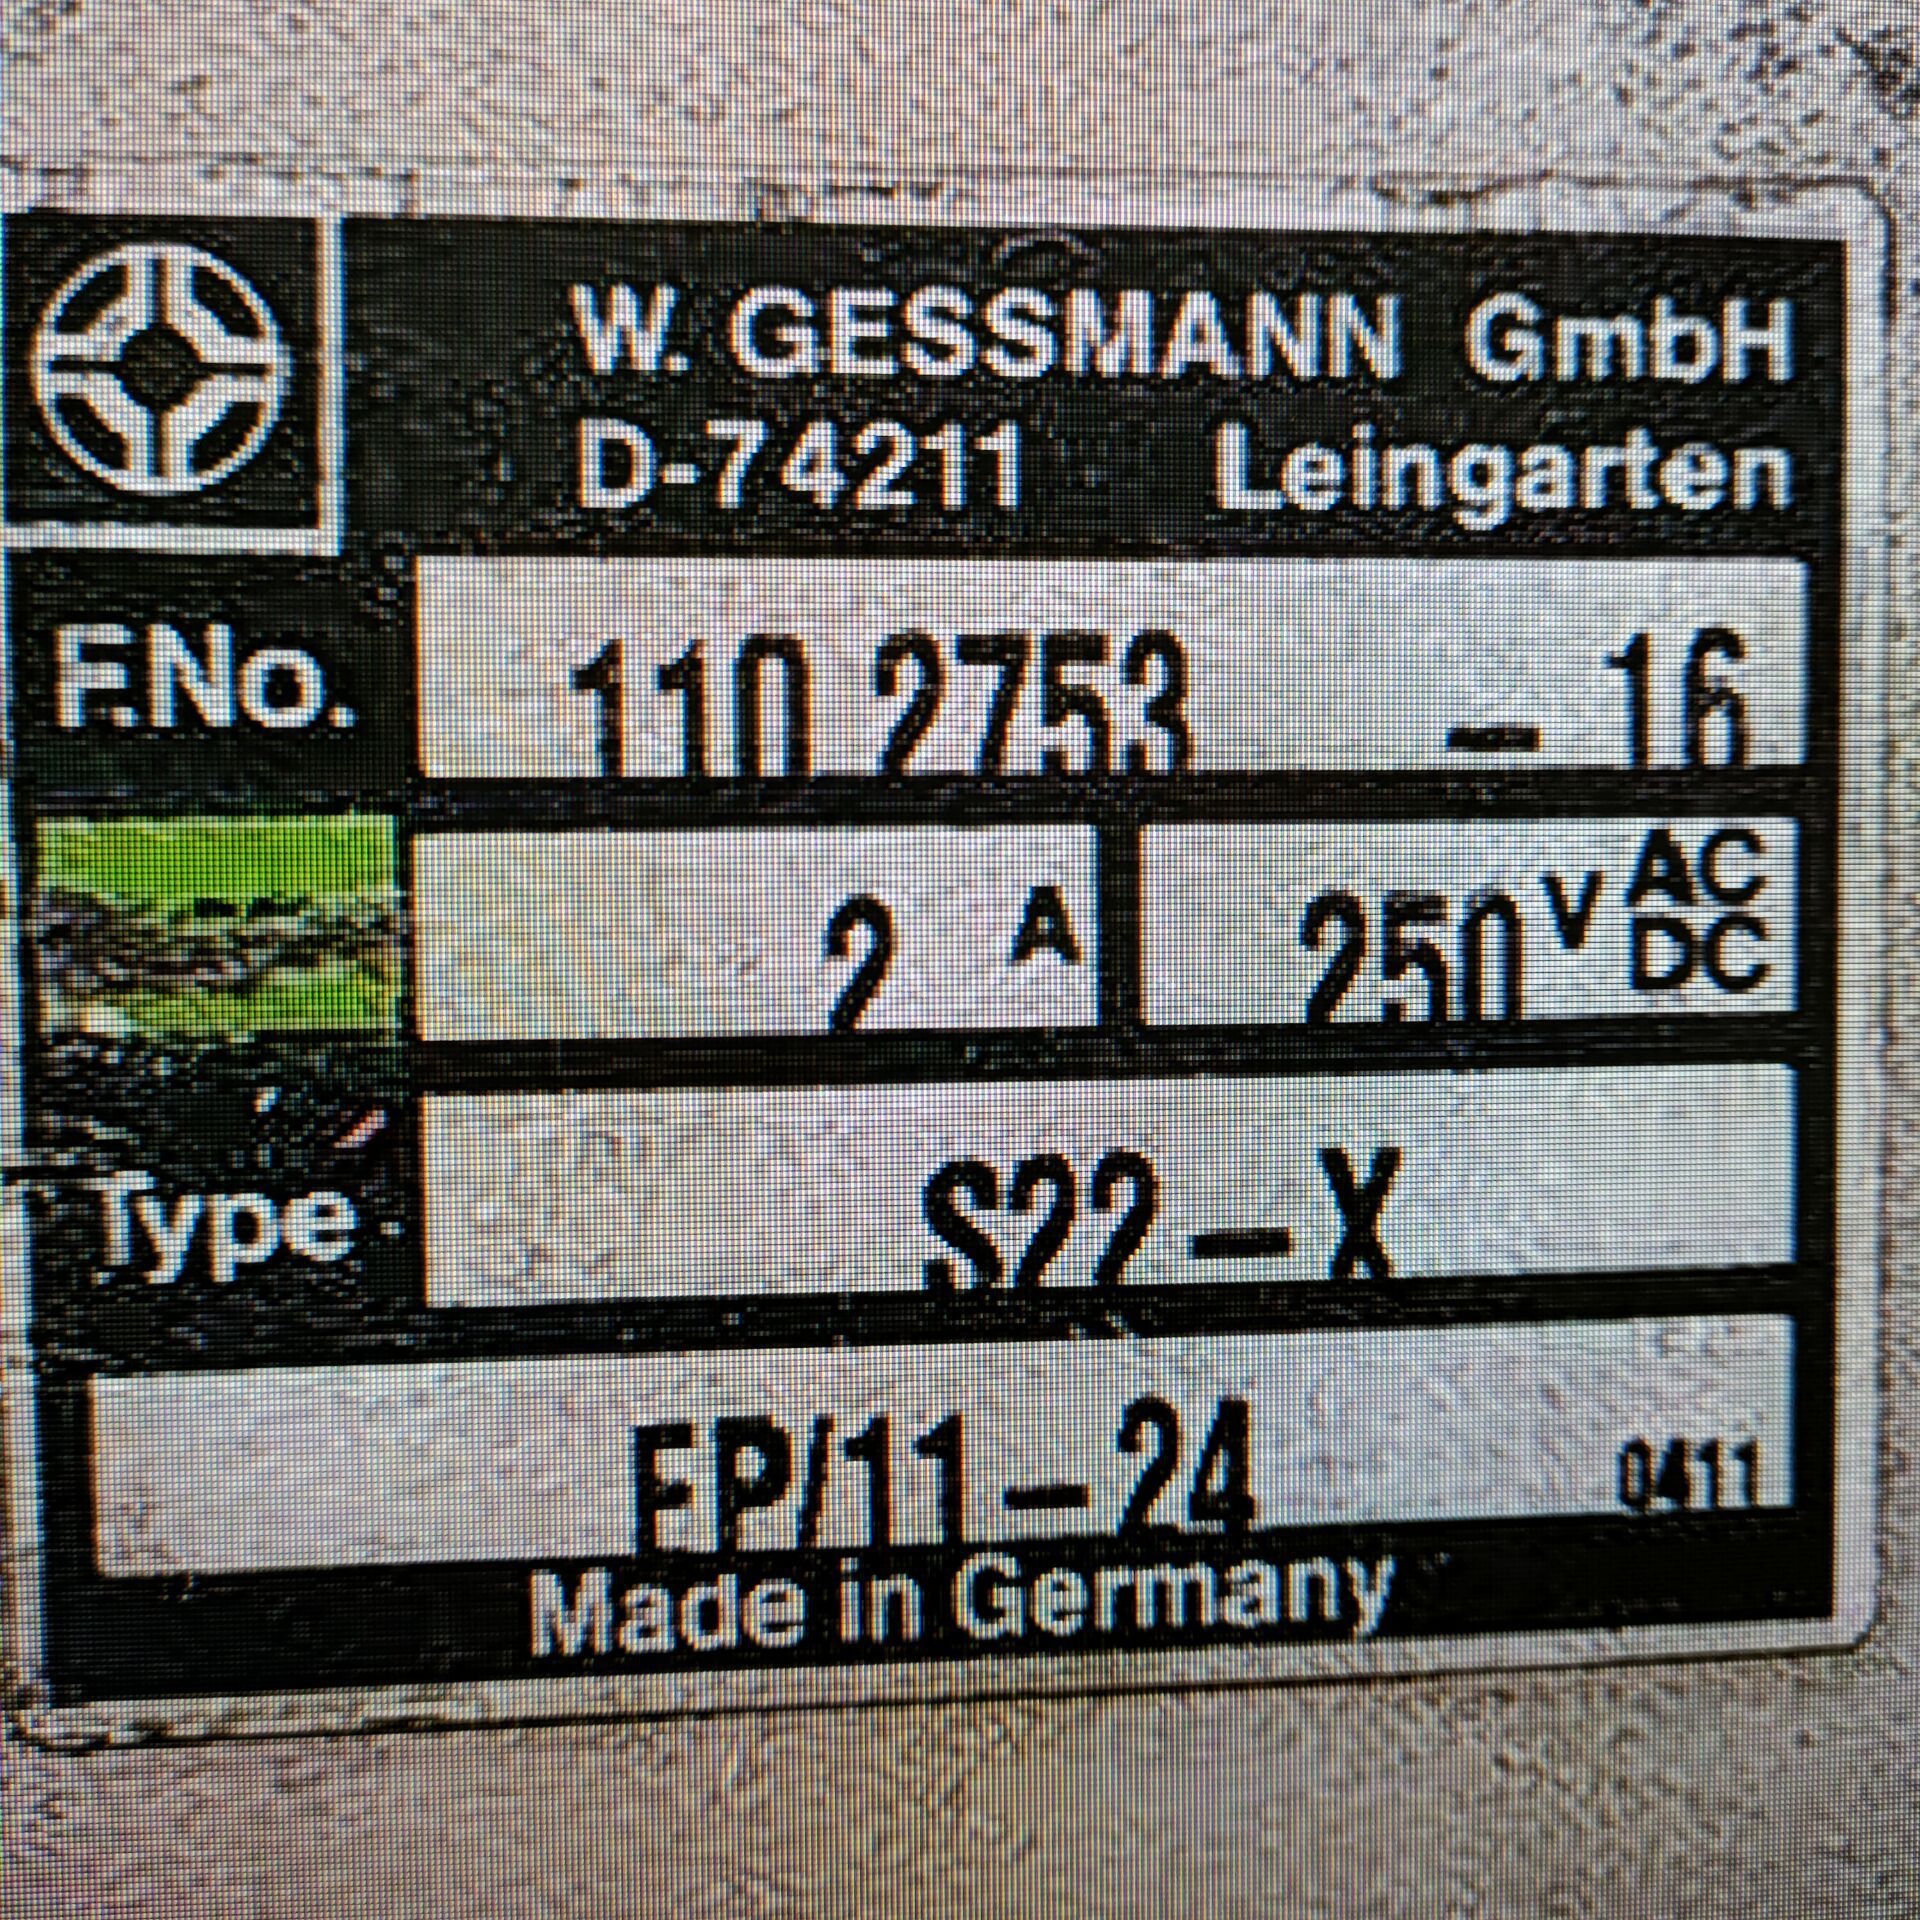 W. GESSMANN GmbH
D-74211 Leingarten
F.No. 110 2753 - 16
2 A 250 V AC DC
Type S22 - X
FP/11 - 24 0411
Made in Germany